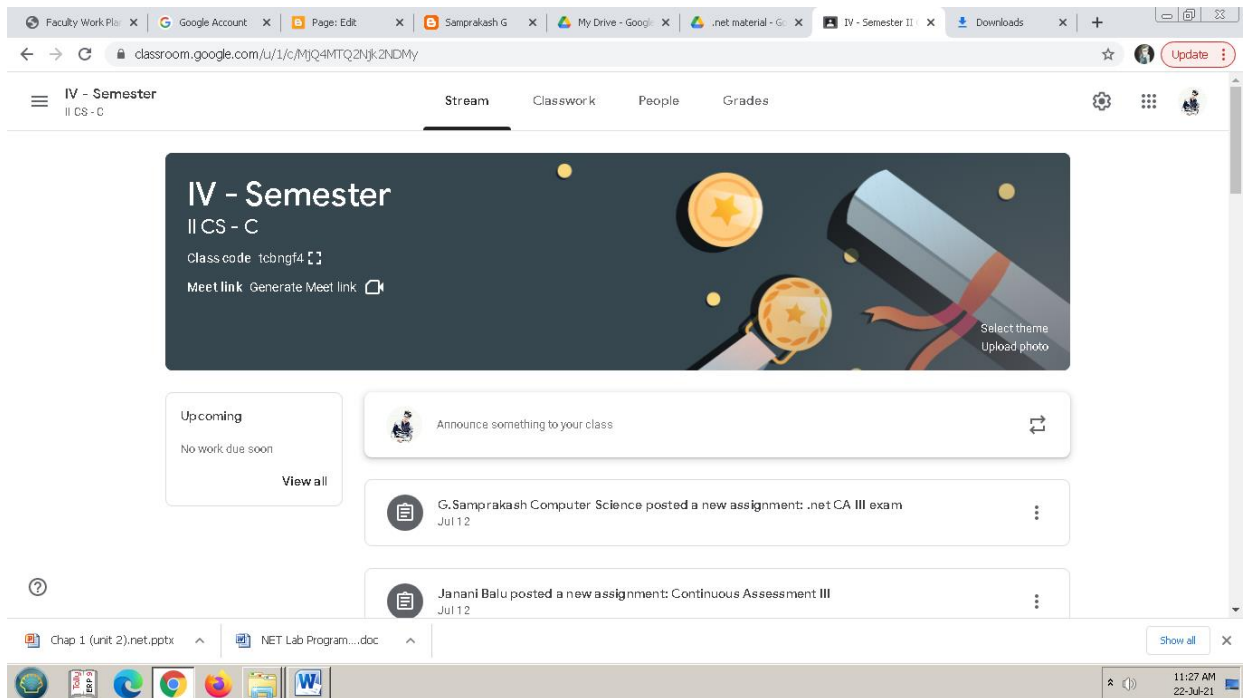 Faculty Work Pla
Google Account
Page: Edit
Samprakash G
My Drive - Googl
.net material - Go
IV - Semester II
Downloads
classroom.google.com/u/1/c/MjQ4MTQ2Njk2NDMy
Update
IV - Semester
II CS - C
Stream
Classwork
People
Grades
IV - Semester
II CS - C
Class code tcbngf4
Meet link Generate Meet link
Select theme
Upload photo
Upcoming
No work due soon
View all
Announce something to your class
G.Samprakash Computer Science posted a new assignment: .net CA III exam
Jul 12
Janani Balu posted a new assignment: Continuous Assessment III
Jul 12
Chap 1 (unit 2).net.pptx
NET Lab Program....doc
Show all
Tally
ERP 9
11:27 AM
22-Jul-21